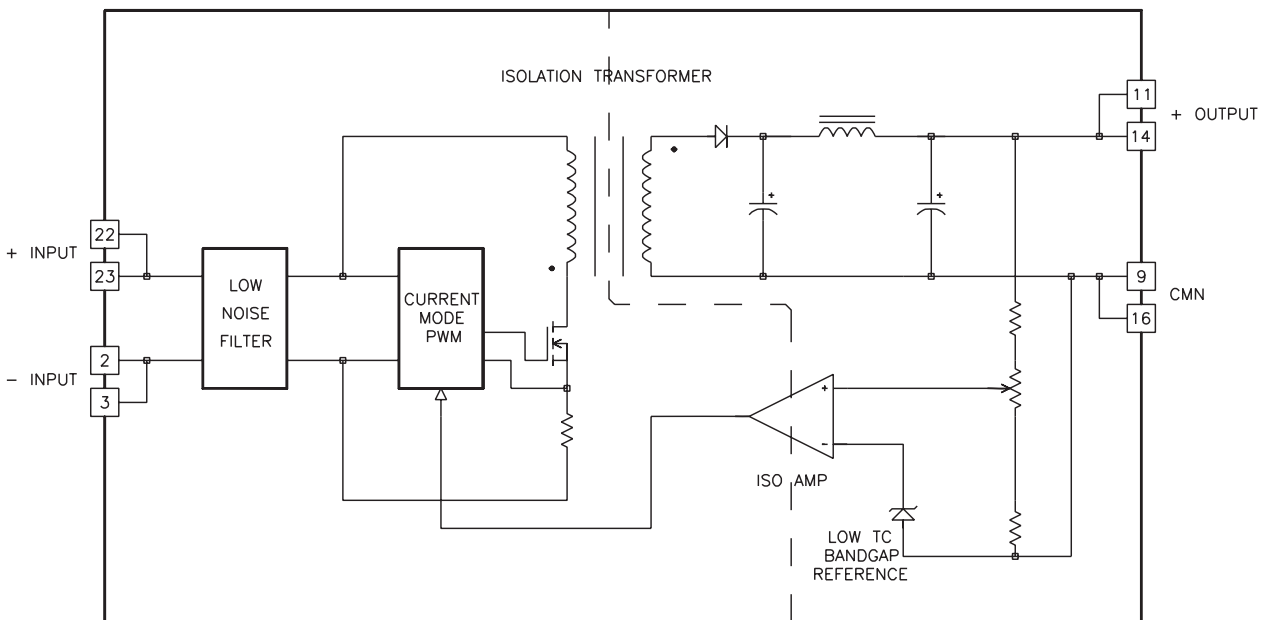 ISOLATION TRANSFORMER
11
+ OUTPUT
14
22
+ INPUT
23
LOW
NOISE
FILTER
CURRENT
MODE
PWM
9
CMN
16
2
- INPUT
3
+
+
+
-
ISO AMP
LOW TC
BANDGAP
REFERENCE